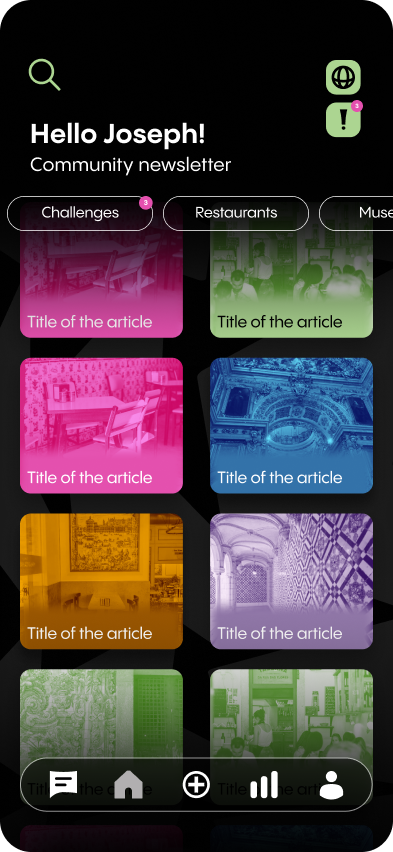 3
Hello Joseph!
Community newsletter
Challenges 3 Restaurants Muse
Title of the article Title of the article
Title of the article Title of the article
Title of the article Title of the article
Title of the article Title of the article